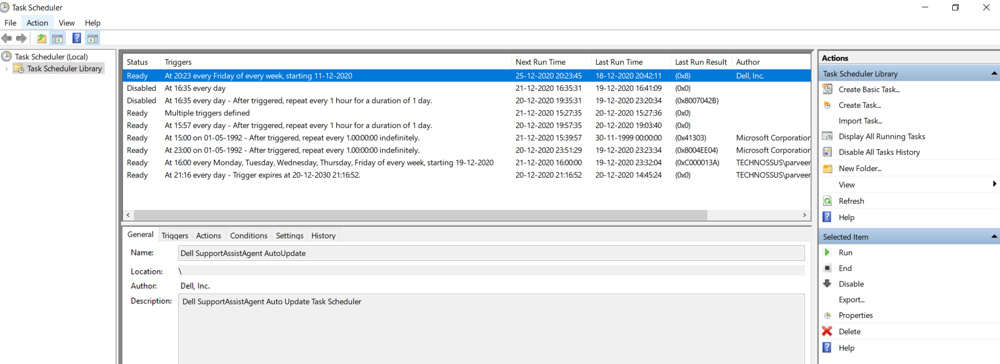 Task Scheduler
File Action View Help
Task Scheduler (Local)
Task Scheduler Library
Status Triggers Next Run Time Last Run Time Last Run Result Author
Ready At 20:23 every Friday of every week, starting 11-12-2020 25-12-2020 20:23:45 18-12-2020 20:42:11 (0x8) Dell, Inc.
Disabled At 16:35 every day 21-12-2020 16:35:31 19-12-2020 16:41:09 (0x0)
Disabled At 16:35 every day - After triggered, repeat every 1 hour for a duration of 1 day. 20-12-2020 19:35:31 19-12-2020 23:20:34 (0x8007042B)
Ready Multiple triggers defined 21-12-2020 15:27:35 20-12-2020 15:27:36 (0x0)
Ready At 15:57 every day - After triggered, repeat every 1 hour for a duration of 1 day. 20-12-2020 19:57:35 20-12-2020 19:03:40 (0x0)
Ready At 15:00 on 01-05-1992 - After triggered, repeat every 1.00:00:00 indefinitely. 21-12-2020 15:39:57 30-11-1999 00:00:00 (0x41303) Microsoft Corporation
Ready At 23:00 on 01-05-1992 - After triggered, repeat every 1.00:00:00 indefinitely. 20-12-2020 23:51:29 19-12-2020 23:23:34 (0x8004EE04) Microsoft Corporation
Ready At 16:00 every Monday, Tuesday, Wednesday, Thursday, Friday of every week, starting 19-12-2020 21-12-2020 16:00:00 19-12-2020 23:32:04 (0xC000013A) TECHNOSSUS\parveer
Ready At 21:16 every day - Trigger expires at 20-12-2030 21:16:52. 20-12-2020 21:16:52 20-12-2020 14:45:24 (0x0) TECHNOSSUS\parveer
General Triggers Actions Conditions Settings History
Name: Dell SupportAssistAgent AutoUpdate
Location: \
Author: Dell, Inc.
Description: Dell SupportAssistAgent Auto Update Task Scheduler
Actions
Task Scheduler Library
Create Basic Task...
Create Task...
Import Task...
Display All Running Tasks
Disable All Tasks History
New Folder...
View
Refresh
? Help
Selected Item
Run
End
Disable
Export...
Properties
Delete
? Help